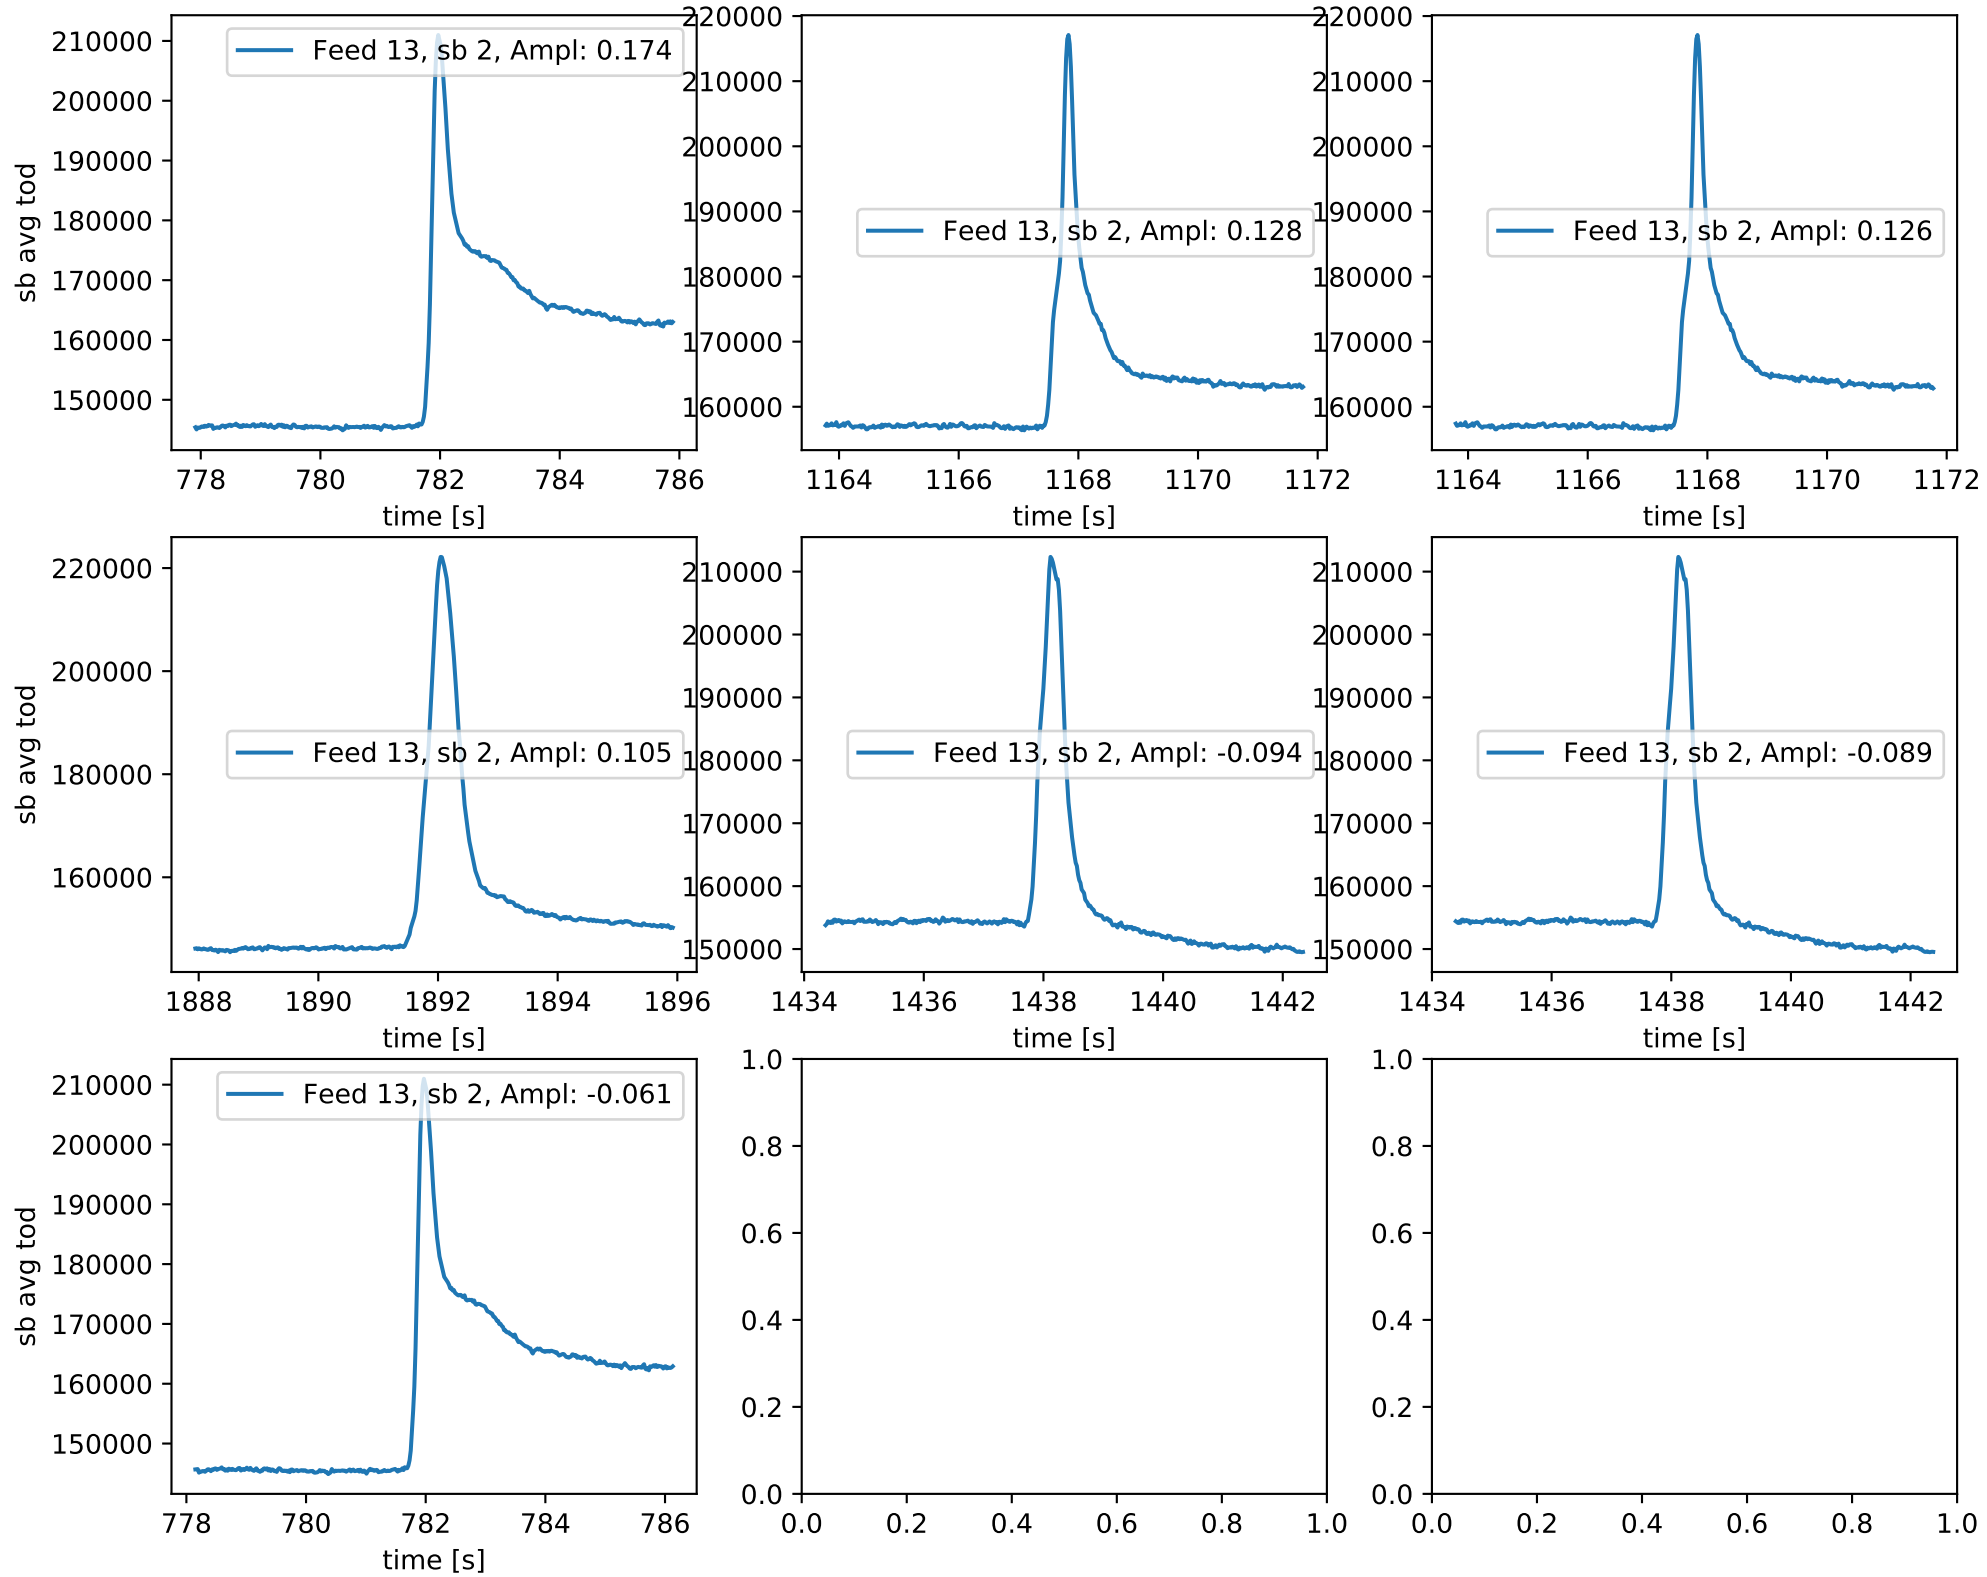 220000
220000
210000
210000
210000
200000
200000
200000
190000
190000
190000
180000
180000
180000
170000
170000
170000
160000
160000
160000
150000
sb avg tod
Feed 13, sb 2, Ampl: 0.174
Feed 13, sb 2, Ampl: 0.128
Feed 13, sb 2, Ampl: 0.126
778 780 782 784 786
1164 1166 1168 1170 1172
1164 1166 1168 1170 1172
time [s]
time [s]
time [s]
220000
200000
180000
160000
210000
200000
190000
180000
170000
160000
150000
210000
200000
190000
180000
170000
160000
150000
sb avg tod
Feed 13, sb 2, Ampl: 0.105
Feed 13, sb 2, Ampl: -0.094
Feed 13, sb 2, Ampl: -0.089
1888 1890 1892 1894 1896
1434 1436 1438 1440 1442
1434 1436 1438 1440 1442
time [s]
time [s]
time [s]
210000
200000
190000
180000
170000
160000
150000
sb avg tod
Feed 13, sb 2, Ampl: -0.061
778 780 782 784 786
time [s]
1.0
0.8
0.6
0.4
0.2
0.0
0.0 0.2 0.4 0.6 0.8 1.0
1.0
0.8
0.6
0.4
0.2
0.0
0.0 0.2 0.4 0.6 0.8 1.0